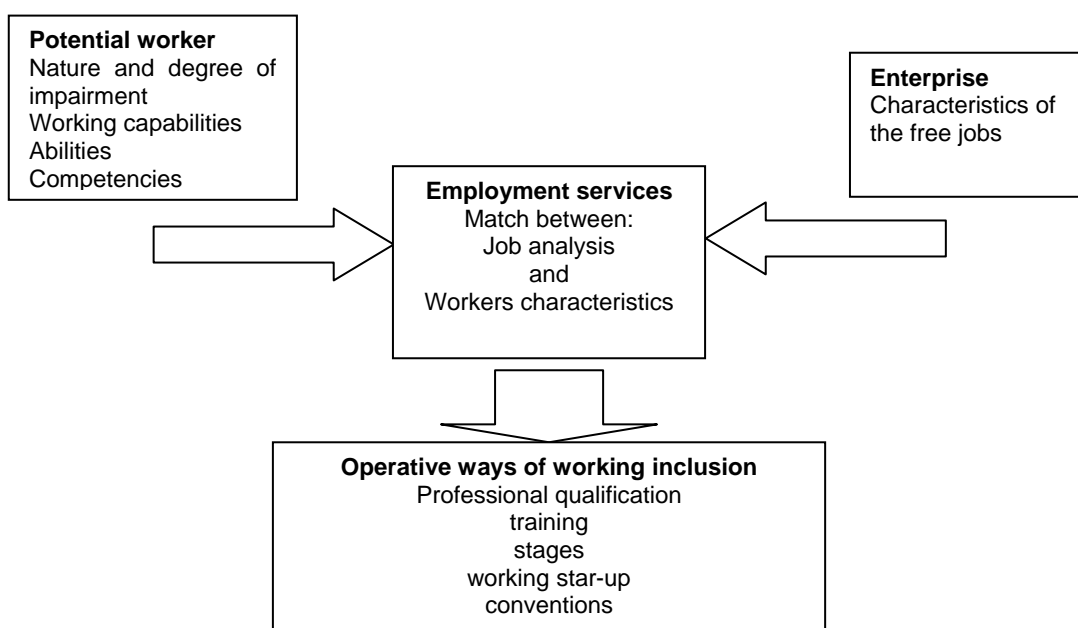 Potential worker
Nature and degree of
impairment
Working capabilities
Abilities
Competencies
Enterprise
Characteristics of
the free jobs
Employment services
Match between:
Job analysis
and
Workers characteristics
Operative ways of working inclusion
Professional qualification
training
stages
working star-up
conventions